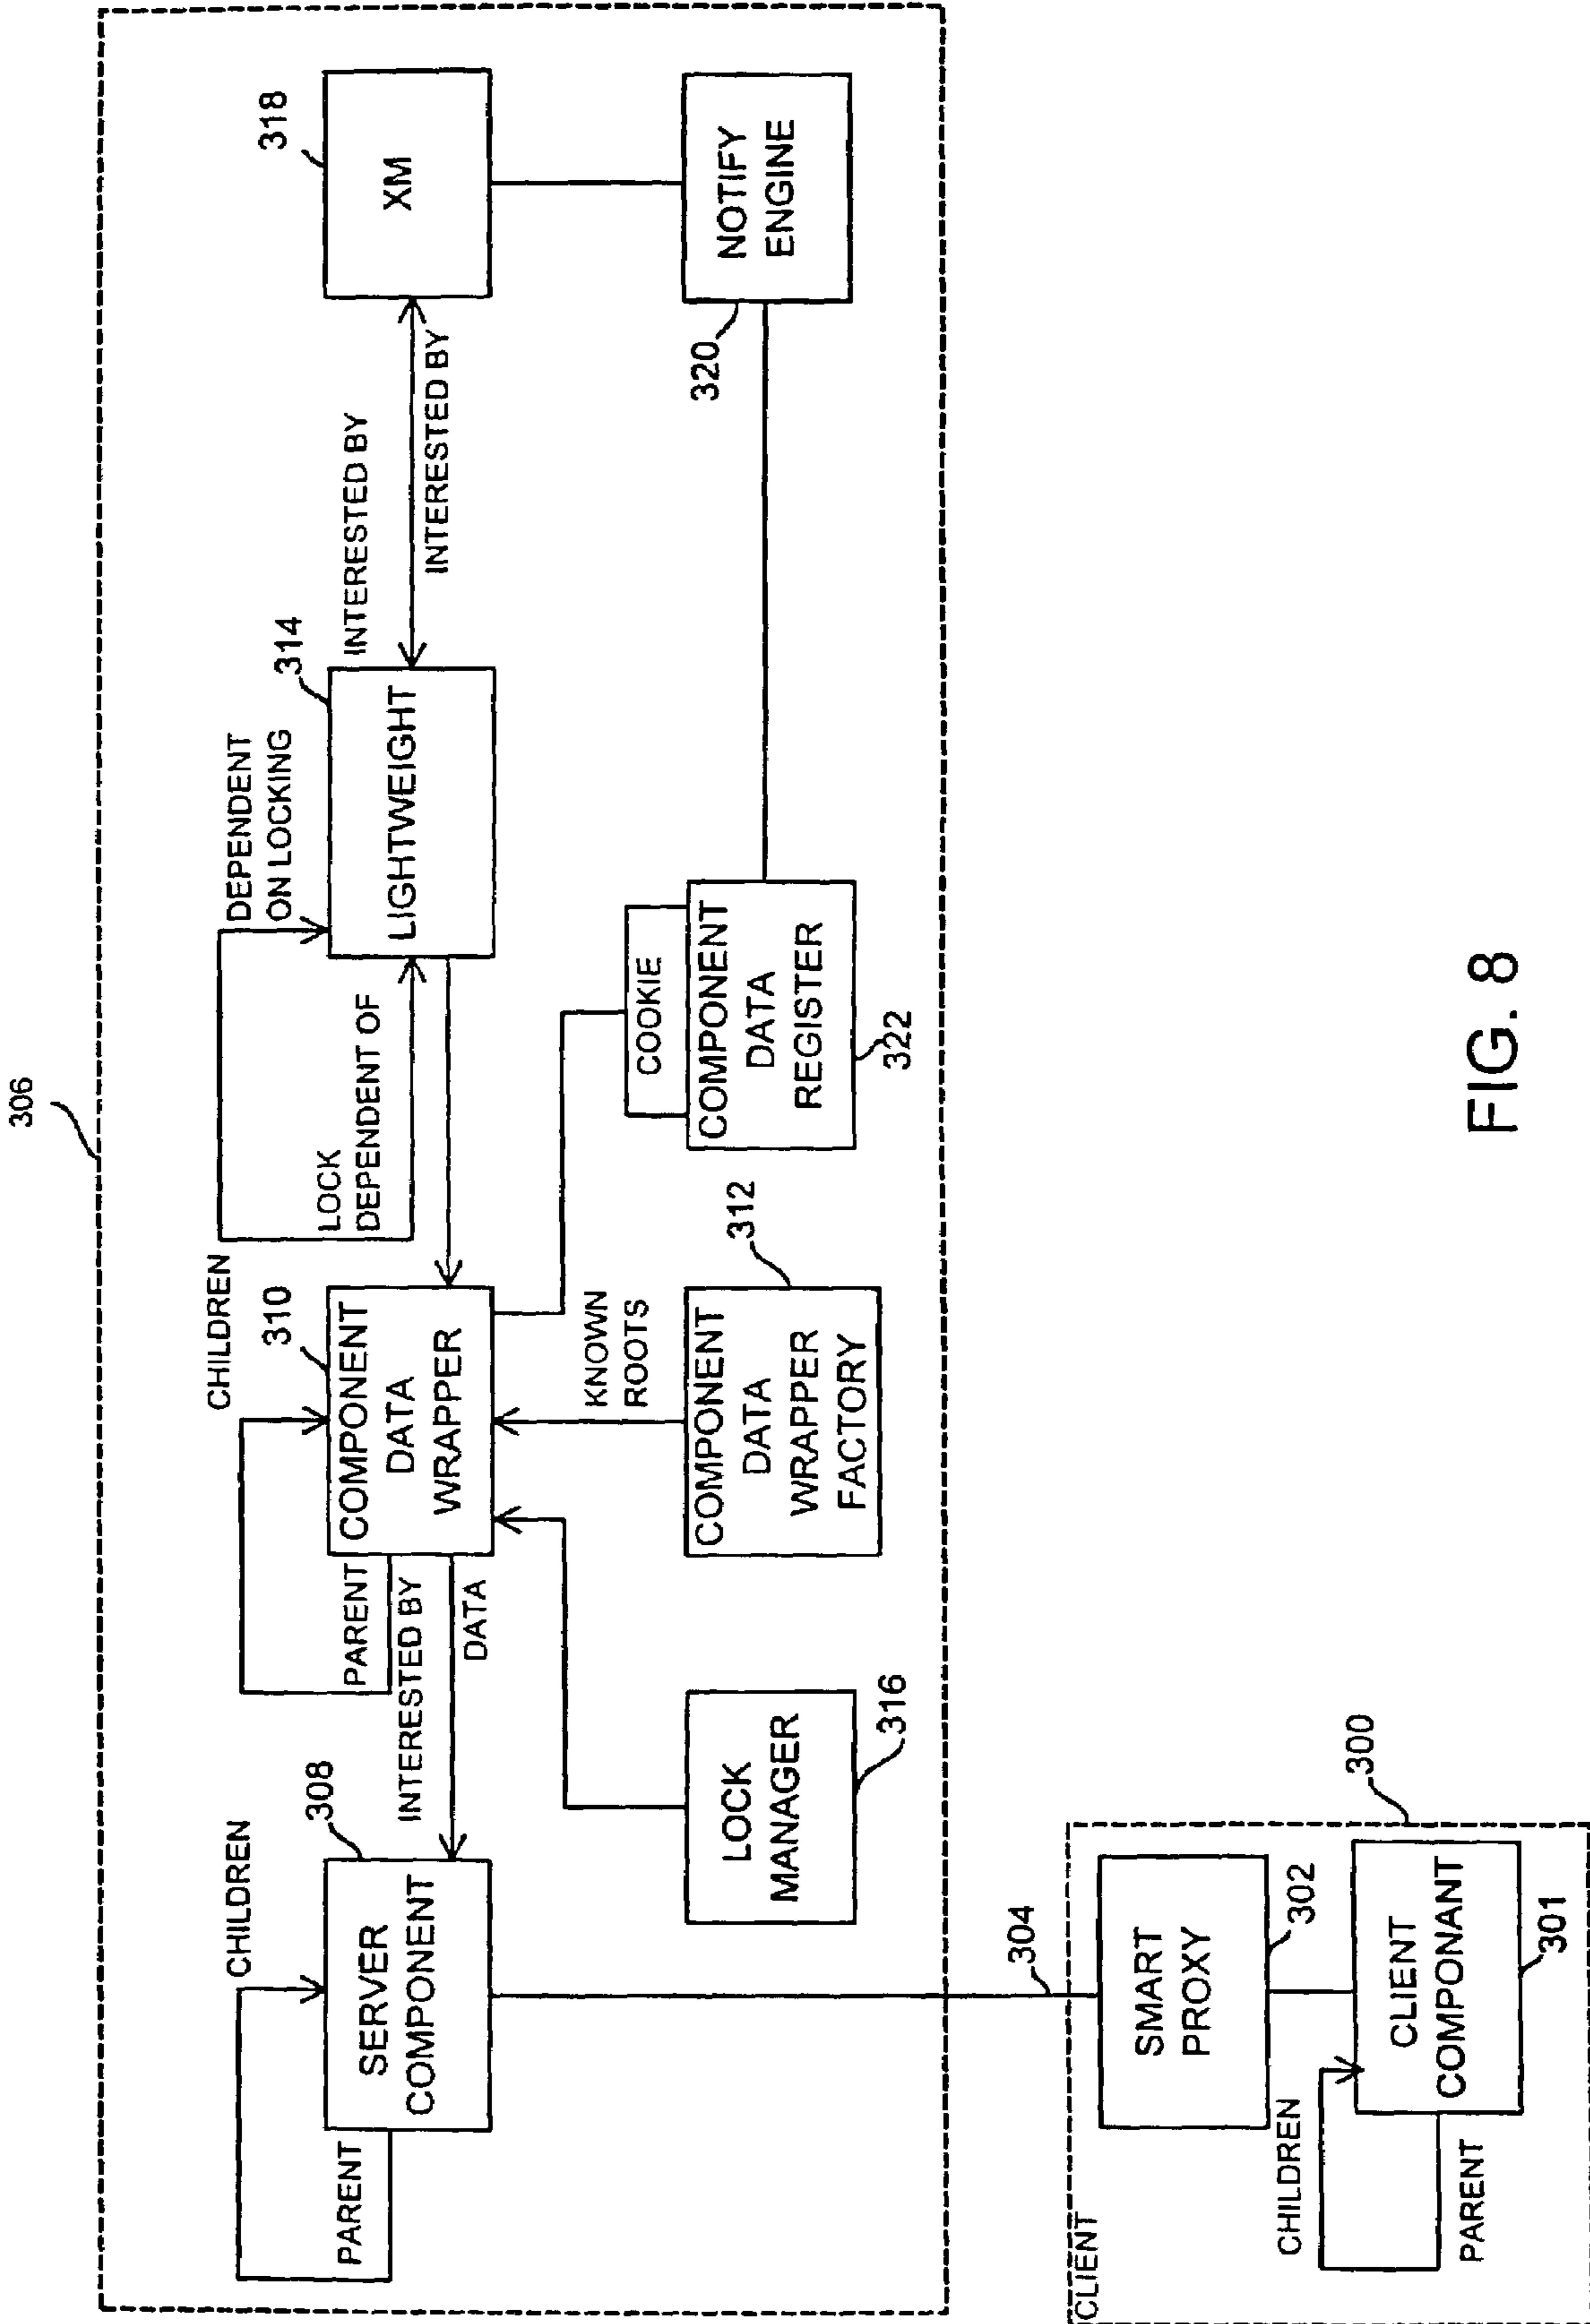 306
CHILDREN
PARENT
SERVER
COMPONENT
308
INTERESTED BY
DATA
CHILDREN
PARENT
COMPONENT
DATA
WRAPPER
310
LOCK
DEPENDENT OF
DEPENDENT
ON LOCKING
LIGHTWEIGHT
314
INTERESTED BY
INTERESTED BY
XM
318
LOCK
MANAGER
316
KNOWN
ROOTS
COMPONENT
DATA
WRAPPER
FACTORY
312
COOKIE
COMPONENT
DATA
REGISTER
322
NOTIFY
ENGINE
320
304
CLIENT
SMART
PROXY
302
300
CHILDREN
PARENT
CLIENT
COMPONANT
301
FIG. 8